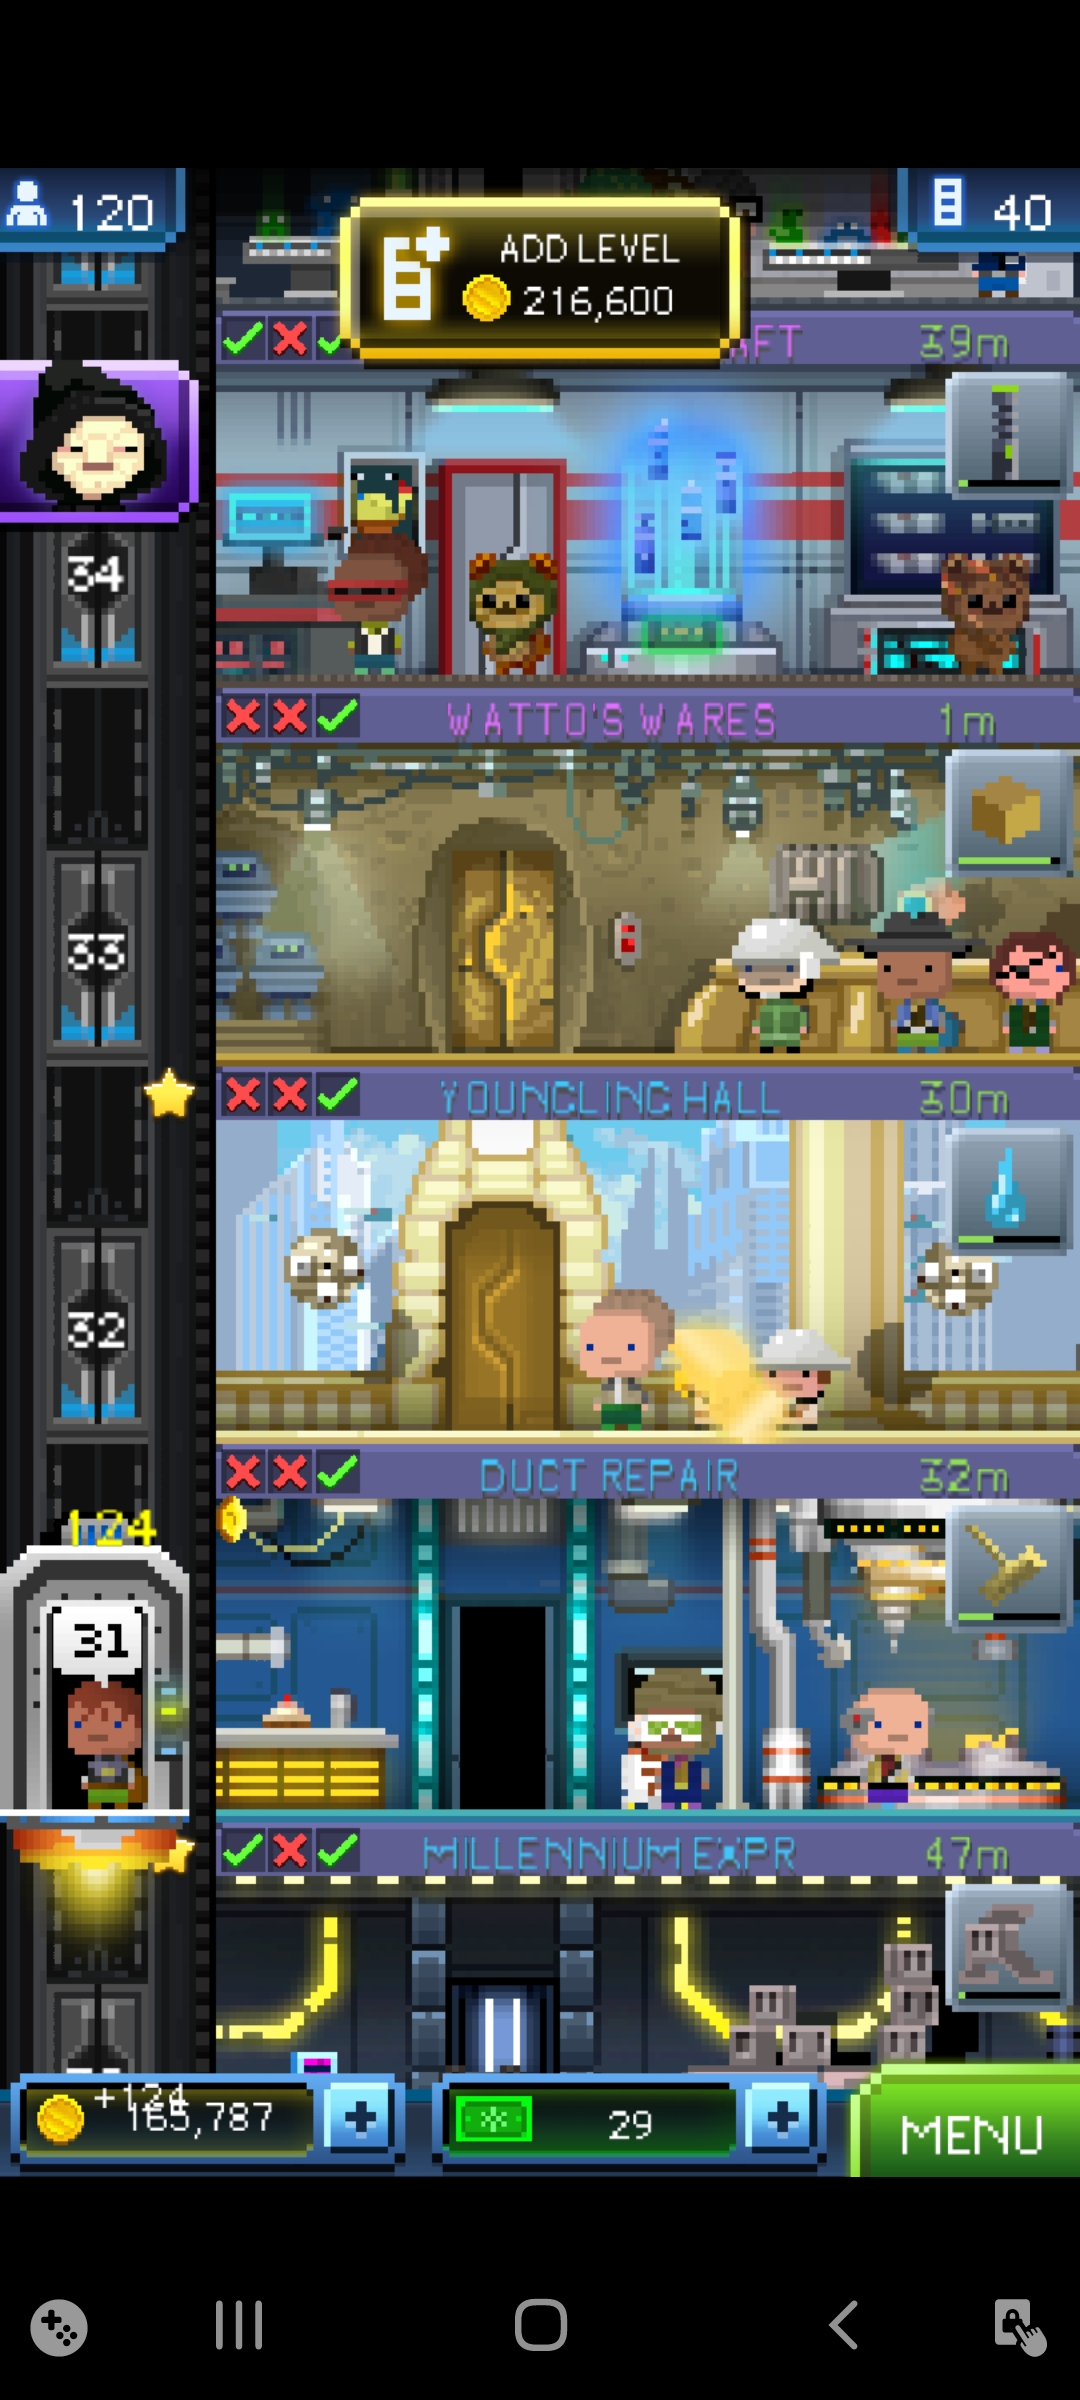 120
ADD LEVEL
40
216,600
AFT 39m
34
WATTO'S WARES 1m
33
YOUNGLING HALL 30m
32
DUCT REPAIR 32m
124
31
MILLENNIUM EXPR 47m
+124
165,787
29
MENU